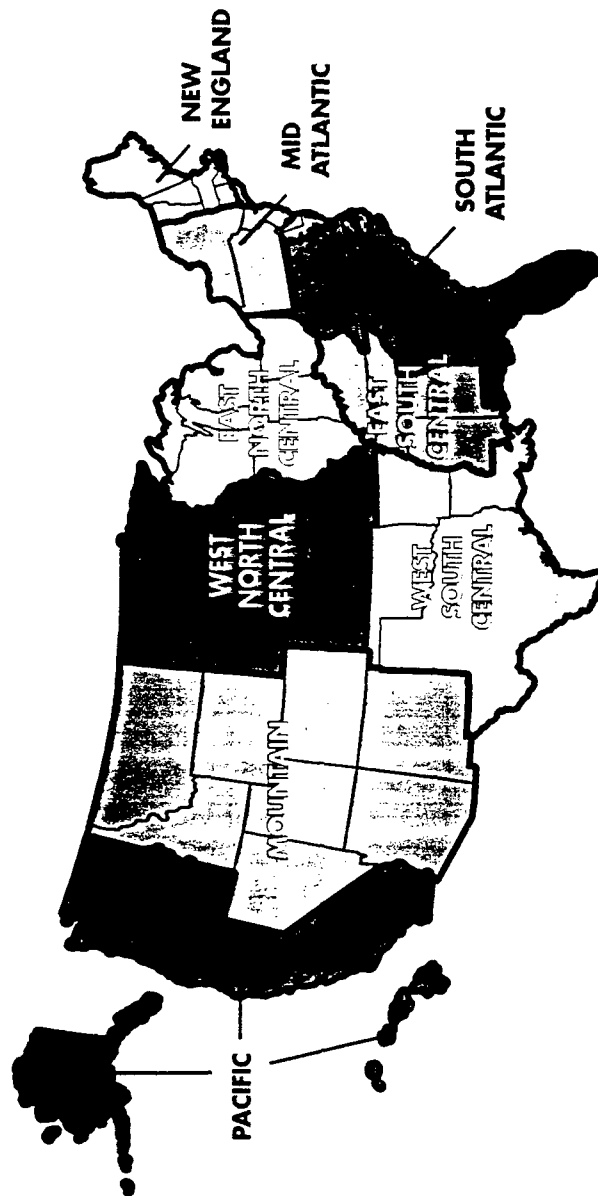 PACIFIC
MOUNTAIN
WEST
NORTH
CENTRAL
WEST
SOUTH
CENTRAL
EAST
NORTH
CENTRAL
EAST
SOUTH
CENTRAL
NEW
ENGLAND
MID
ATLANTIC
SOUTH
ATLANTIC